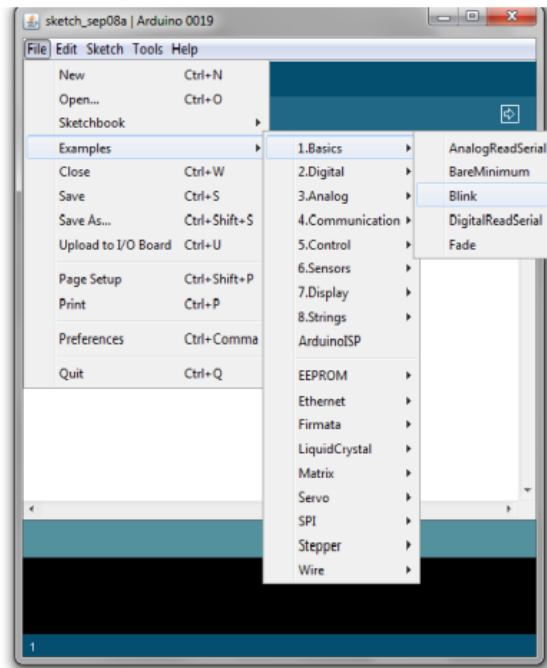 sketch_sep08a | Arduino 0019
File Edit Sketch Tools Help
New Ctrl+N
Open... Ctrl+O
Sketchbook
Examples
Close Ctrl+W
Save Ctrl+S
Save As... Ctrl+Shift+S
Upload to I/O Board Ctrl+U
Page Setup Ctrl+Shift+P
Print Ctrl+P
Preferences Ctrl+Comma
Quit Ctrl+Q
1.Basics
2.Digital
3.Analog
4.Communication
5.Control
6.Sensors
7.Display
8.Strings
ArduinoISP
EEPROM
Ethernet
Firmata
LiquidCrystal
Matrix
Servo
SPI
Stepper
Wire
AnalogReadSerial
BareMinimum
Blink
DigitalReadSerial
Fade
1